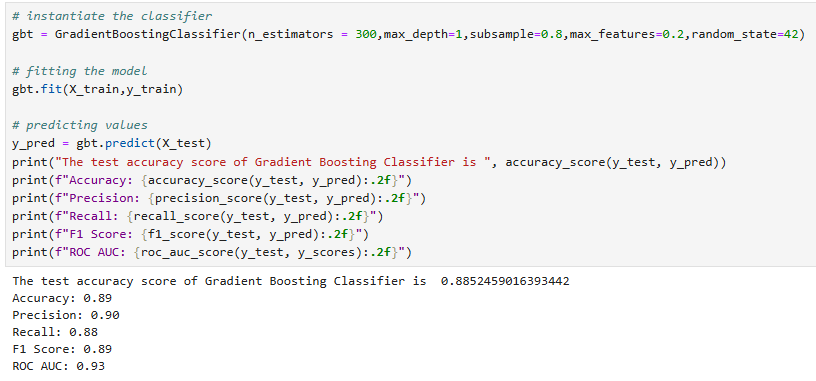 # instantiate the classifier
gbt = GradientBoostingClassifier(n_estimators = 300,max_depth=1,subsample=0.8,max_features=0.2,random_state=42)
# fitting the model
gbt.fit(X_train,y_train)
# predicting values
y_pred = gbt.predict(X_test)
print("The test accuracy score of Gradient Boosting Classifier is ", accuracy_score(y_test, y_pred))
print(f"Accuracy: {accuracy_score(y_test, y_pred):.2f}")
print(f"Precision: {precision_score(y_test, y_pred):.2f}")
print(f"Recall: {recall_score(y_test, y_pred):.2f}")
print(f"F1 Score: {f1_score(y_test, y_pred):.2f}")
print(f"ROC AUC: {roc_auc_score(y_test, y_scores):.2f}")
The test accuracy score of Gradient Boosting Classifier is  0.8852459016393442
Accuracy: 0.89
Precision: 0.90
Recall: 0.88
F1 Score: 0.89
ROC AUC: 0.93